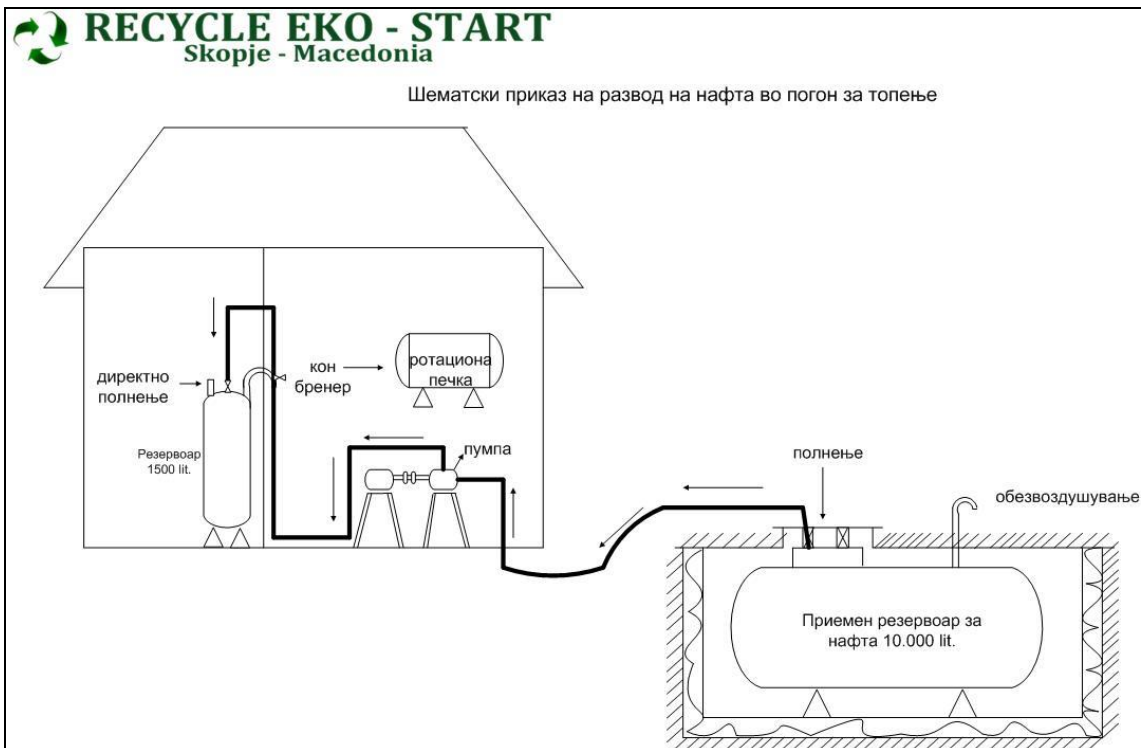 RECYCLE EKO - START
Skopje - Macedonia
Шематски приказ на развод на нафта во погон за топење
директно
полнење
кон
бренер
ротациона
печка
Резервоар
1500 lit.
пумпа
полнење
обезвоздушување
Приемен резервоар за
нафта 10.000 lit.